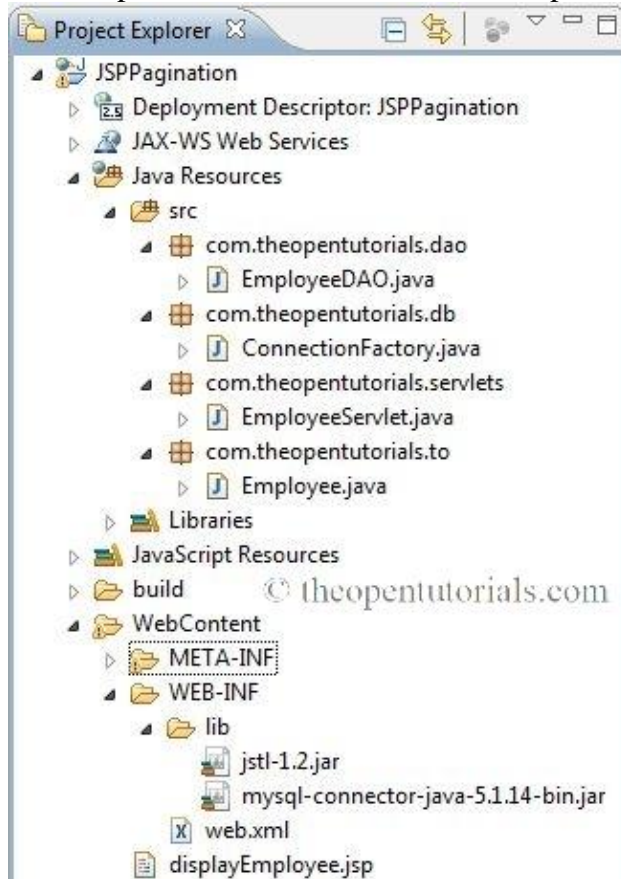 Project Explorer
JSPPagination
2.5 Deployment Descriptor: JSPPagination
JAX-WS Web Services
Java Resources
src
com.theopentutorials.dao
J EmployeeDAO.java
com.theopentutorials.db
J ConnectionFactory.java
com.theopentutorials.servlets
J EmployeeServlet.java
com.theopentutorials.to
J Employee.java
Libraries
JavaScript Resources
build © theopentutorials.com
WebContent
META-INF
WEB-INF
lib
jstl-1.2.jar
mysql-connector-java-5.1.14-bin.jar
X web.xml
displayEmployee.jsp